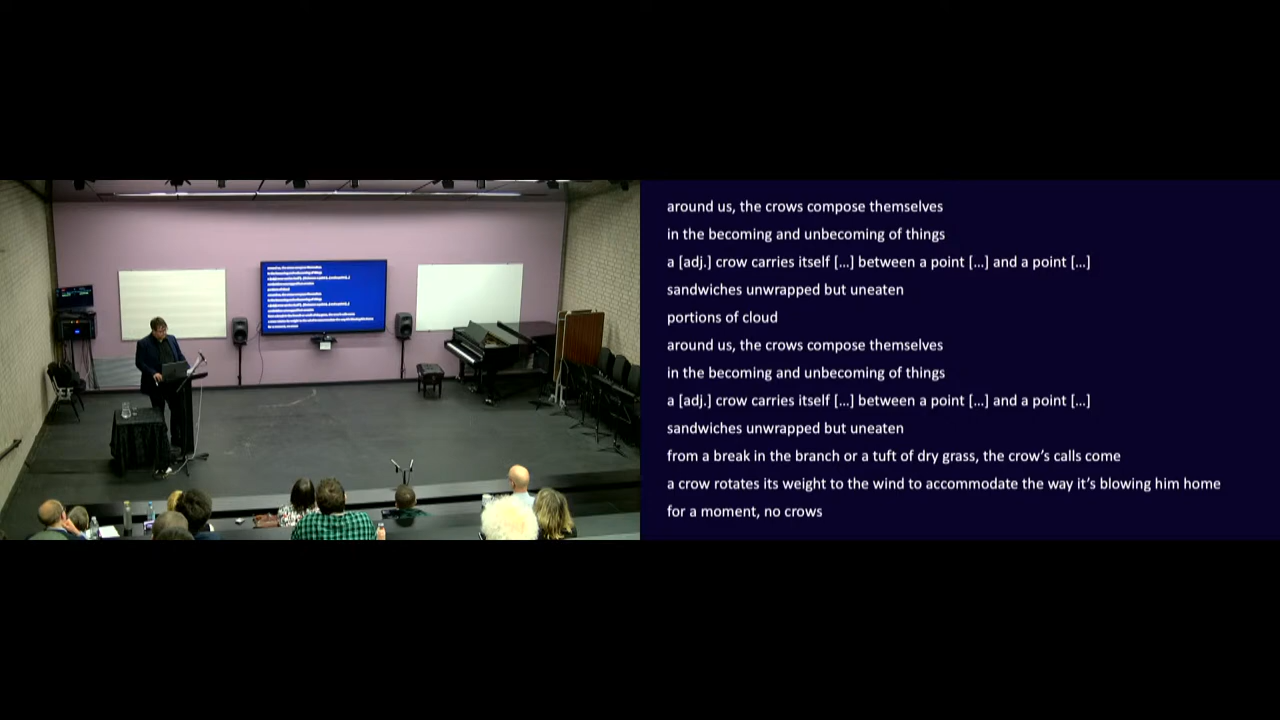 around us, the crows compose themselves
in the becoming and unbecoming of things
a [adj.] crow carries itself [...] between a point [...] and a point [...]
sandwiches unwrapped but uneaten
portions of cloud
around us, the crows compose themselves
in the becoming and unbecoming of things
a [adj.] crow carries itself [...] between a point [...] and a point [...]
sandwiches unwrapped but uneaten
from a break in the branch or a tuft of dry grass, the crow’s calls come
a crow rotates its weight to the wind to accommodate the way it’s blowing him home
for a moment, no crows